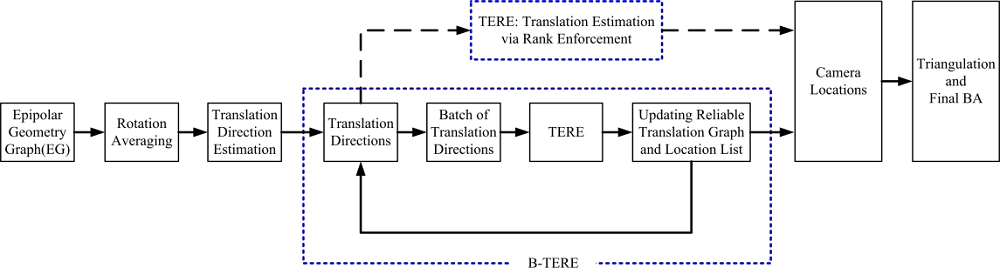 TERE: Translation Estimation
via Rank Enforcement
Epipolar
Geometry
Graph(EG)
Rotation
Averaging
Translation
Direction
Estimation
Translation
Directions
Batch of
Translation
Directions
TERE
Updating Reliable
Translation Graph
and Location List
Camera
Locations
Triangulation
and
Final BA
B-TERE